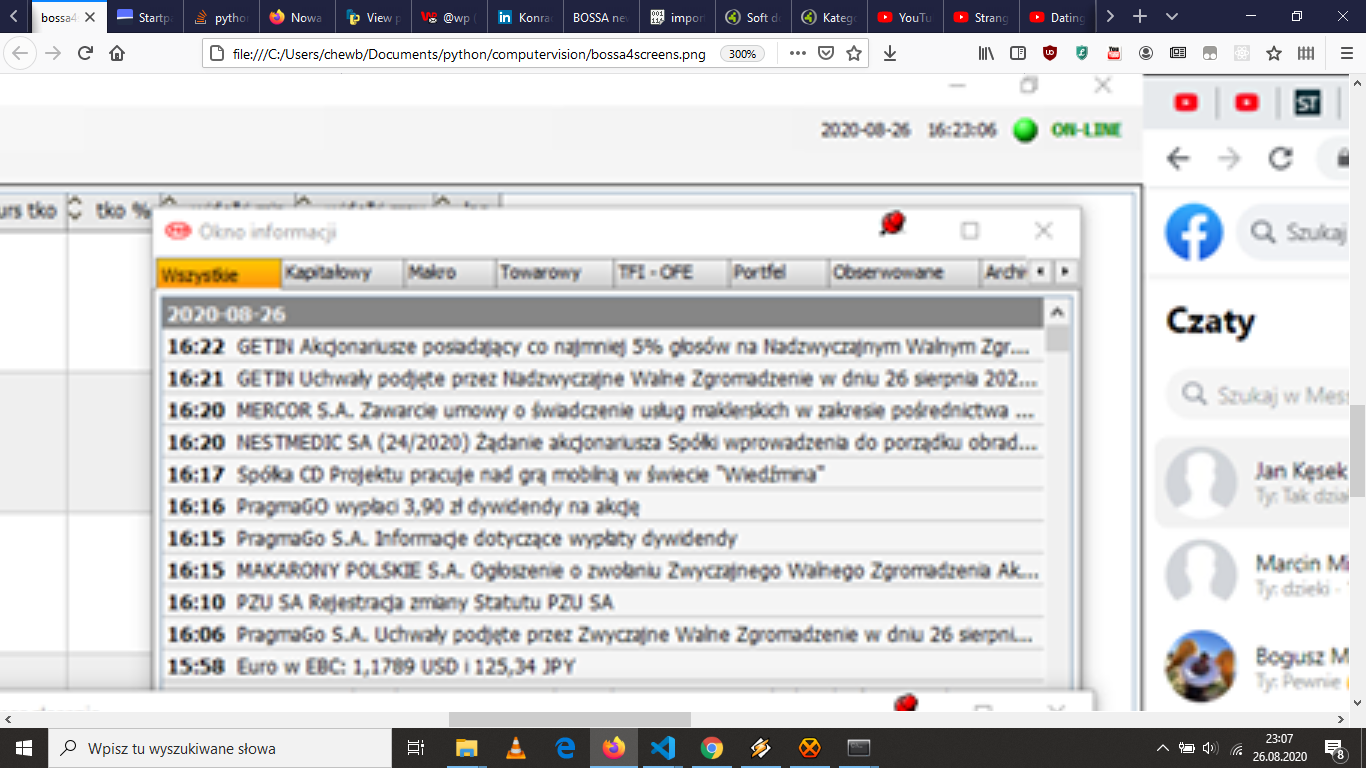 bossa4
Startpa
python
Nowa
View p
@wp (
Konrad
BOSSA new
import
Soft d
Katego
YouTu
Strang
Dating
file:///C:/Users/chewb/Documents/python/computervision/bossa4screens.png 300%
2020-08-26 16:23:06 ON-LINE
ST
urs tko tko %
Okno informacji
Szukaj
Wszystkie Kapitałowy Makro Towarowy TFI - OFE Portfel Obserwowane Archi
2020-08-26
Czaty
16:22 GETIN Akcjonariusze posiadający co najmniej 5% głosów na Nadzwyczajnym Walnym Zgr....
16:21 GETIN Uchwały podjęte przez Nadzwyczajne Walne Zgromadzenie w dniu 26 sierpnia 202...
Szukaj w Mess
16:20 MERCOR S.A. Zawarcie umowy o świadczenie usług maklerskich w zakresie pośrednictwa ...
16:20 NESTMEDIC SA (24/2020) Żądanie akcjonariusza Spółki wprowadzenia do porządku obrad...
16:17 Spółka CD Projektu pracuje nad grą mobilną w świecie "Wiedźmina"
Jan Kęsek
Ty: Tak dzia
16:16 PragmaGO wypłaci 3,90 zł dywidendy na akcję
16:15 PragmaGo S.A. Informacje dotyczące wypłaty dywidendy
16:15 MAKARONY POLSKIE S.A. Ogłoszenie o zwołaniu Zwyczajnego Walnego Zgromadzenia Ak...
Marcin Mi
Ty: dzieki -
16:10 PZU SA Rejestracja zmiany Statutu PZU SA
16:06 PragmaGo S.A. Uchwały podjęte przez Zwyczajne Walne Zgromadzenie w dniu 26 sierpni...
15:58 Euro w EBC: 1,1789 USD i 125,34 JPY
Bogusz M
Ty: Pewnie
Wpisz tu wyszukiwane słowa
23:07
26.08.2020
8